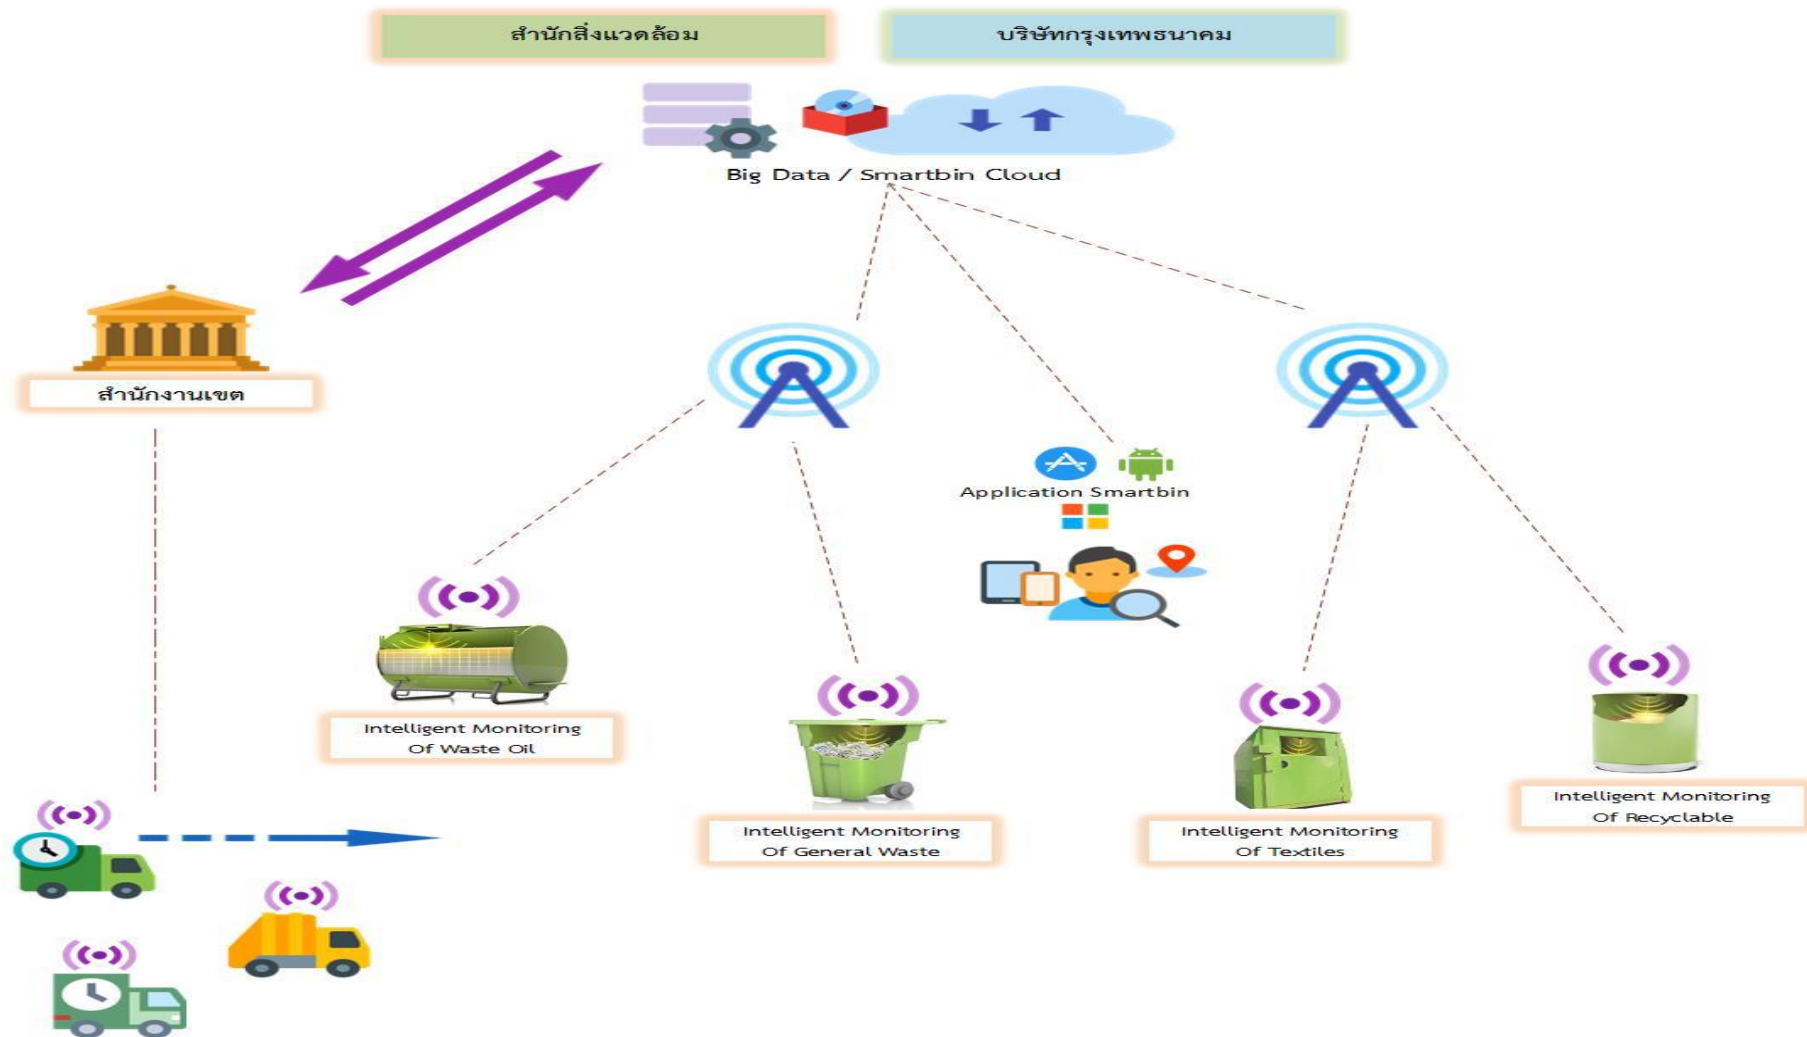 สำนักสิ่งแวดล้อม
บริษัทกรุงเทพธนาคม
Big Data / Smartbin Cloud
สำนักงานเขต
Application Smartbin
Intelligent Monitoring
Of Waste Oil
Intelligent Monitoring
Of General Waste
Intelligent Monitoring
Of Textiles
Intelligent Monitoring
Of Recyclable